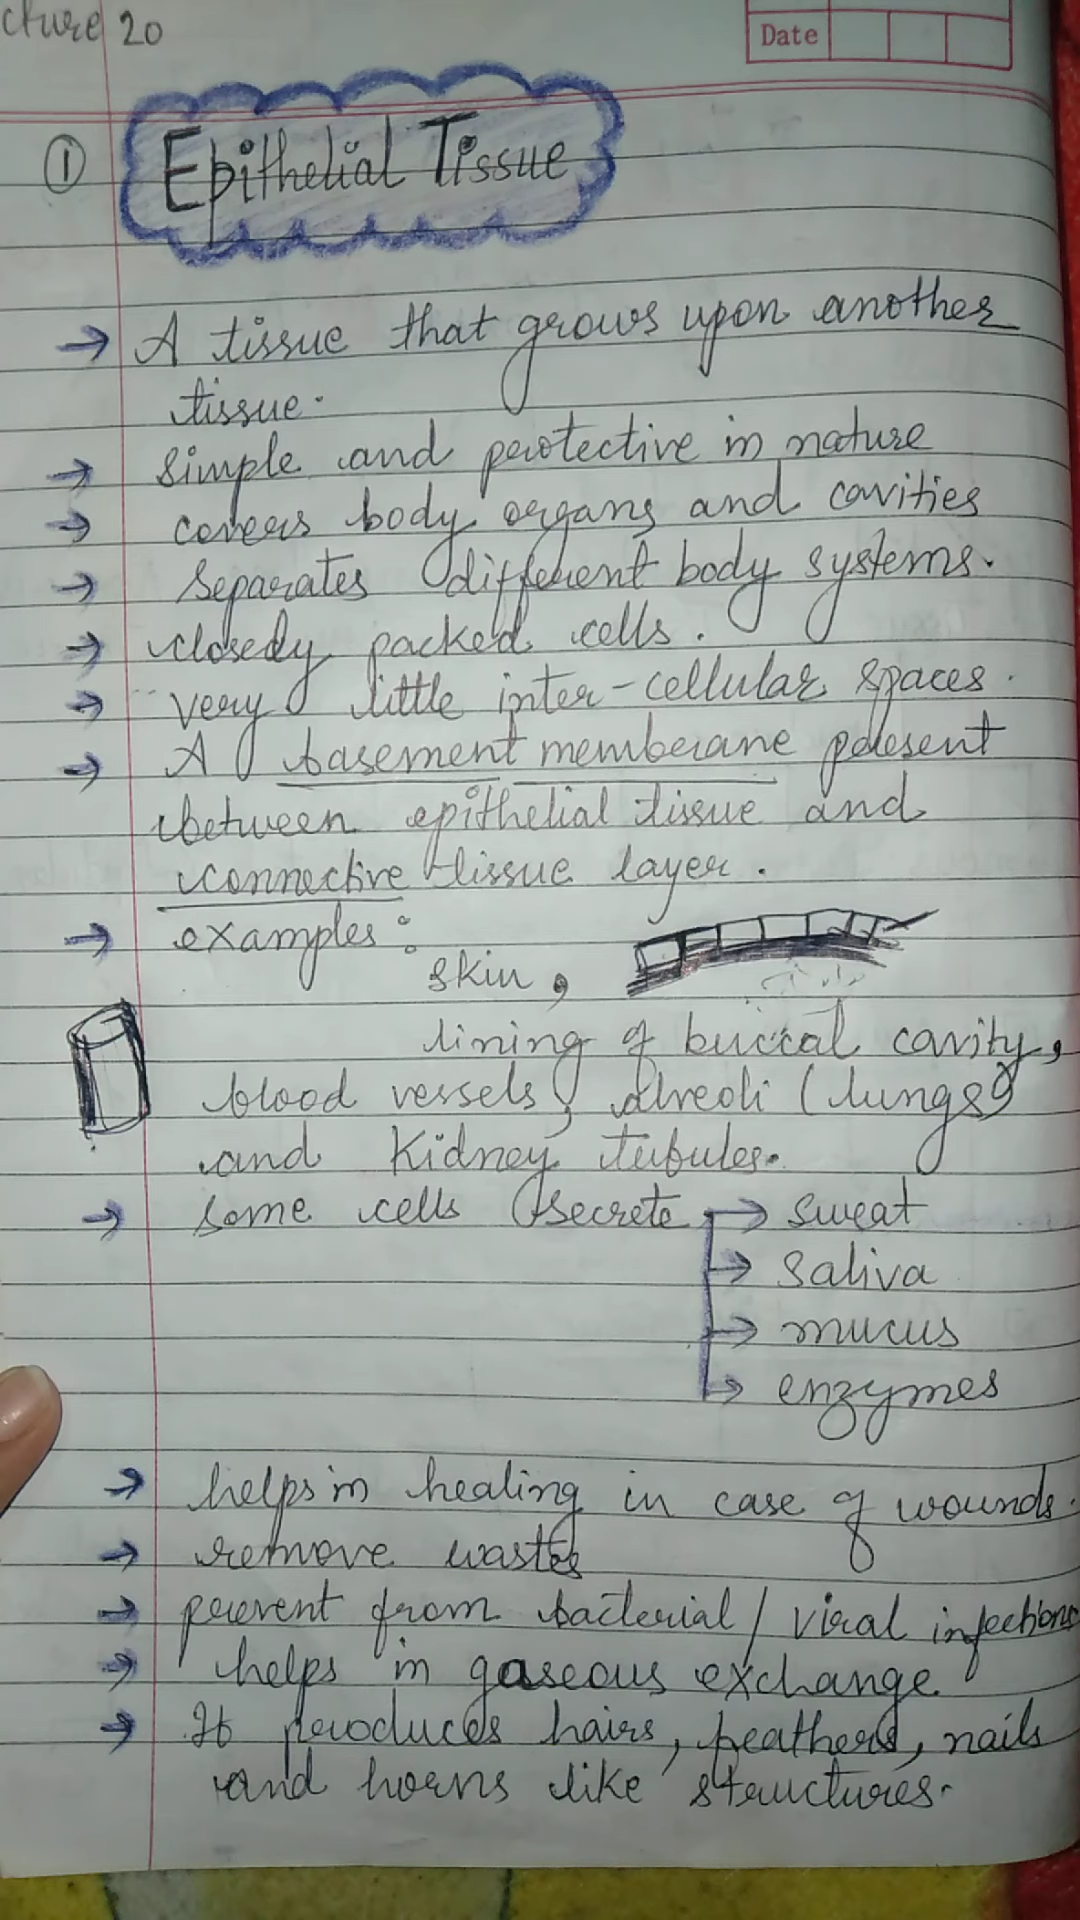 cture 20
Date
① Epithelial Tissue
→ A tissue that grows upon another
tissue.
→ simple and protective in nature
→ covers body organs and cavities
→ separates different body systems.
→ closely packed cells.
→ very little inter-cellular spaces.
→ A basement membrane present
between epithelial tissue and
connective tissue layer.
→ examples:
skin,
lining of buccal cavity,
blood vessels, alveoli (lungs)
and Kidney tubules.
→ some cells secrete → sweat
→ saliva
→ mucus
→ enzymes
→ helps in healing in case of wounds.
→ remove wastes
→ prevent from bacterial / viral infections
→ helps in gaseous exchange
→ It produces hairs, feathers, nails
and horns like structures.